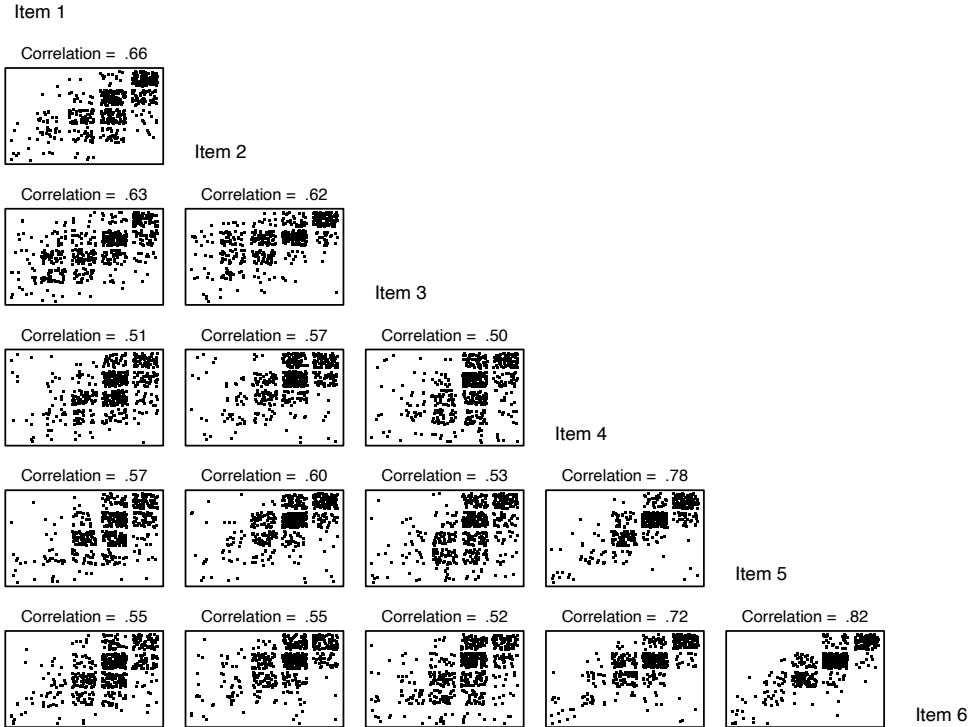 Item 1
Correlation = .66
Item 2
Correlation = .63 Correlation = .62
Item 3
Correlation = .51 Correlation = .57 Correlation = .50
Item 4
Correlation = .57 Correlation = .60 Correlation = .53 Correlation = .78
Item 5
Correlation = .55 Correlation = .55 Correlation = .52 Correlation = .72 Correlation = .82
Item 6